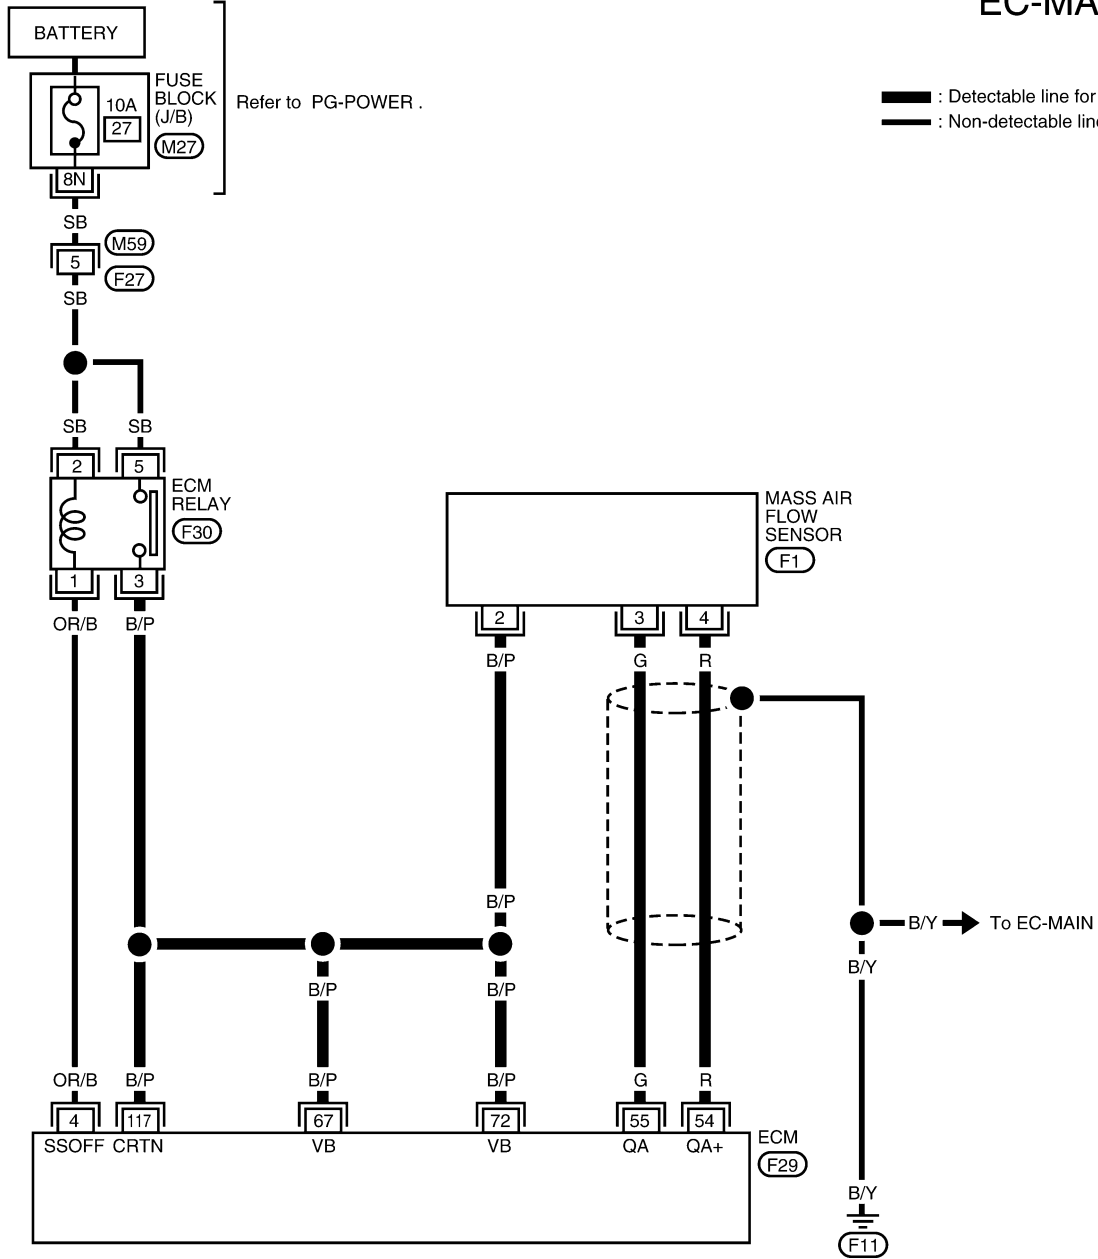 EC-MA
BATTERY
FUSE
BLOCK
(J/B)
M27
10A
27
8N
Refer to PG-POWER .
: Detectable line for
: Non-detectable line
SB
M59
5
F27
SB
SB
SB
2
5
ECM
RELAY
F30
1
3
OR/B
B/P
MASS AIR
FLOW
SENSOR
F1
2
3
4
B/P
G
R
B/P
B/Y
To EC-MAIN
B/Y
B/P
B/P
OR/B
B/P
B/P
B/P
G
R
4
117
67
72
55
54
SSOFF
CRTN
VB
VB
QA
QA+
ECM
F29
B/Y
F11